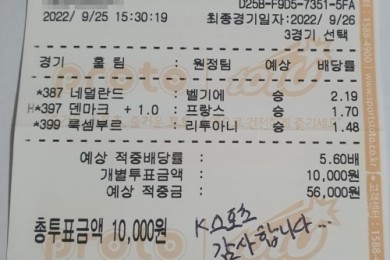 D25B-F9D5-7351-5FA
2022/ 9/25 15:30:19 최종경기일자:2022/ 9/26
3경기 선택
경기 홈 팀 : 원정팀 예상 배당률
*387 네덜란드 : 벨기에 승 2.19
H*397 덴마크 + 1.0 : 프랑스 승 1.70
*399 룩셈부르 : 리투아니 승 1.48
예상 적중배당률 : 5.60배
개별투표금액 : 10,000원
예상 적중금 : 56,000원
총투표금액 10,000원
K스포츠
감사합니다...
proto